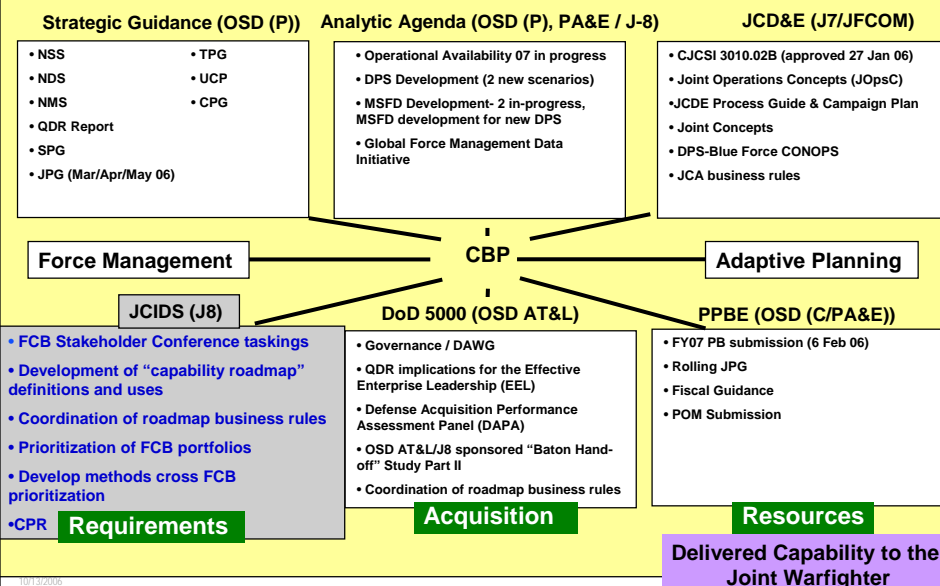 Strategic Guidance (OSD (P))
• NSS
• NDS
• NMS
• QDR Report
• SPG
• JPG (Mar/Apr/May 06)
• TPG
• UCP
• CPG
Analytic Agenda (OSD (P), PA&E / J-8)
• Operational Availability 07 in progress
• DPS Development (2 new scenarios)
• MSFD Development- 2 in-progress,
MSFD development for new DPS
• Global Force Management Data
Initiative
JCD&E (J7/JFCOM)
• CJCSI 3010.02B (approved 27 Jan 06)
• Joint Operations Concepts (JOpsC)
•JCDE Process Guide & Campaign Plan
• Joint Concepts
• DPS-Blue Force CONOPS
• JCA business rules
Force Management
CBP
Adaptive Planning
JCIDS (J8)
• FCB Stakeholder Conference taskings
• Development of “capability roadmap”
definitions and uses
• Coordination of roadmap business rules
• Prioritization of FCB portfolios
• Develop methods cross FCB
prioritization
•CPR
Requirements
DoD 5000 (OSD AT&L)
• Governance / DAWG
• QDR implications for the Effective
Enterprise Leadership (EEL)
• Defense Acquisition Performance
Assessment Panel (DAPA)
• OSD AT&L/J8 sponsored “Baton Hand-
off” Study Part II
• Coordination of roadmap business rules
Acquisition
PPBE (OSD (C/PA&E))
• FY07 PB submission (6 Feb 06)
• Rolling JPG
• Fiscal Guidance
• POM Submission
Resources
Delivered Capability to the
Joint Warfighter
10/13/2006